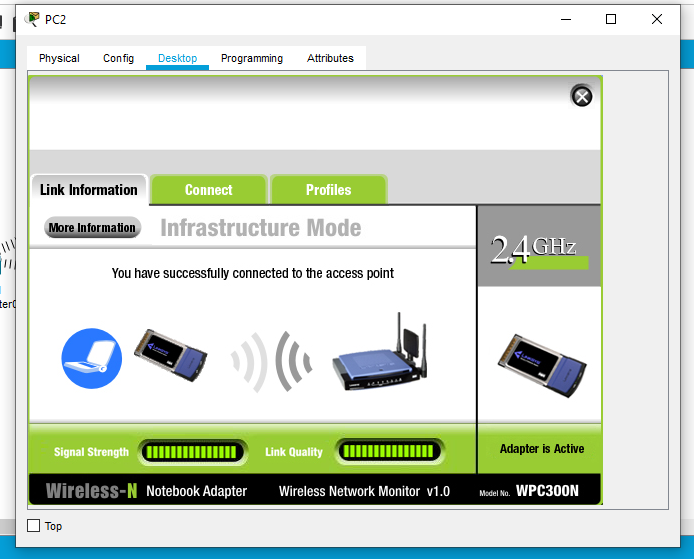 PC2
Physical Config Desktop Programming Attributes
Link Information Connect Profiles
More Information Infrastructure Mode
2.4GHz
You have successfully connected to the access point
Signal Strength Link Quality Adapter is Active
Wireless-N Notebook Adapter Wireless Network Monitor v1.0 Model No. WPC300N
Top